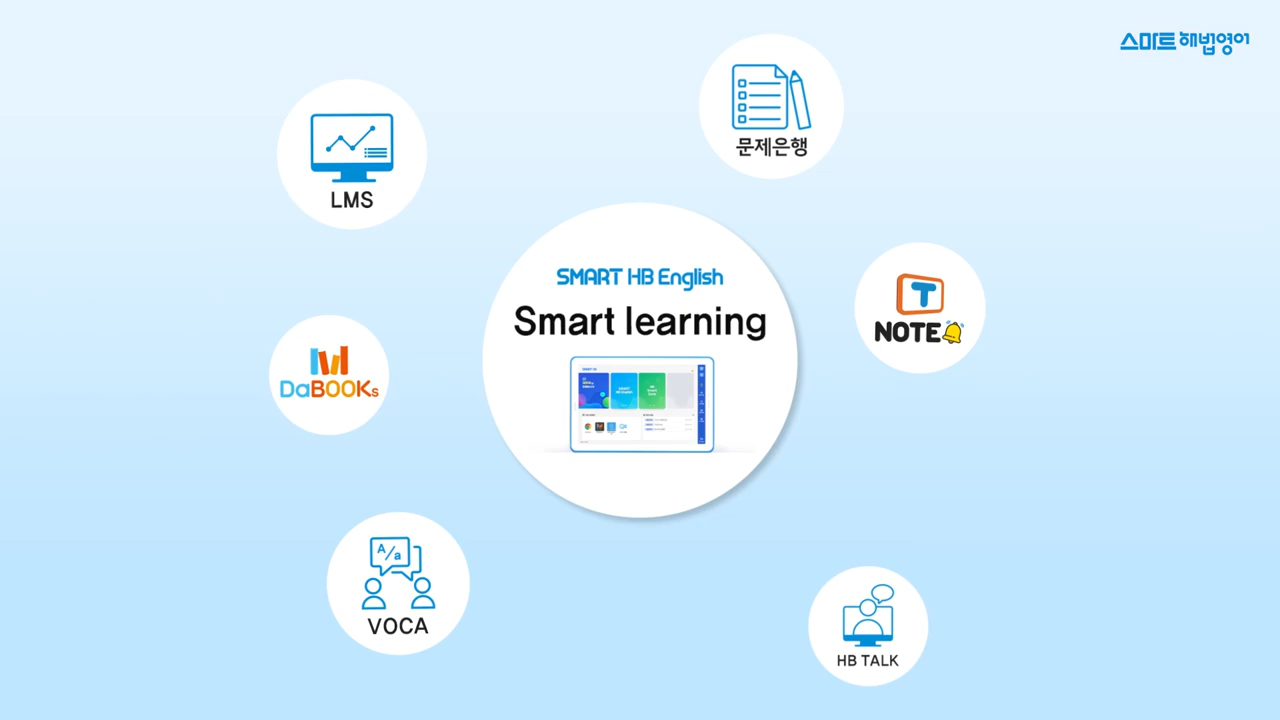 스마트해법영어
문제은행
LMS
SMART HB English
Smart learning
T
NOTE
DaBOOKs
A/a
VOCA
HB TALK